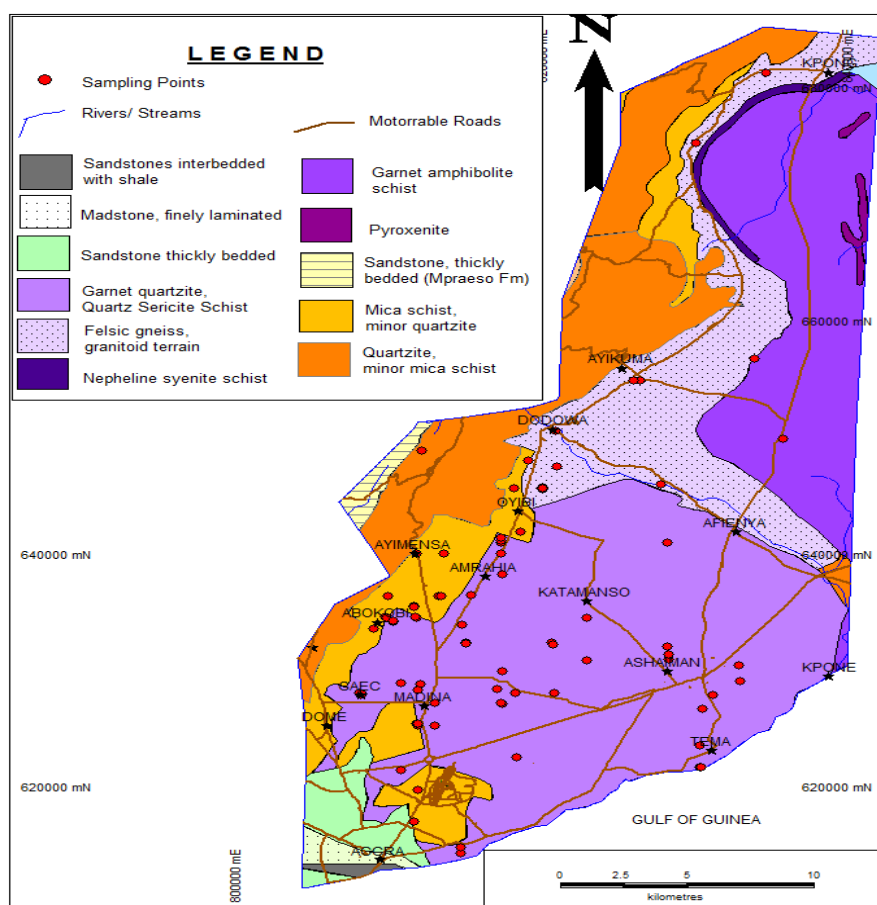 LEGEND
Sampling Points
Rivers/ Streams
Motorrable Roads
Sandstones interbedded
with shale
Madstone, finely laminated
Sandstone thickly bedded
Garnet quartzite,
Quartz Sericite Schist
Felsic gneiss,
granitoid terrain
Nepheline syenite schist
Garnet amphibolite
schist
Pyroxenite
Sandstone, thickly
bedded (Mpraeso Fm)
Mica schist,
minor quartzite
Quartzite,
minor mica schist
N
KPONG
660000 mN
AYIKUMA
DODOWA
OYIBI
AFIENYA
640000 mN
AYIMENSA
640000 mN
AMRAHIA
KATAMANSO
ABOKOBI
ASHAIMAN
KPONE
GAEC
MADINA
DOME
TEMA
620000 mN
620000 mN
GULF OF GUINEA
ACCRA
800000 mE
0 2.5 5 10
kilometres